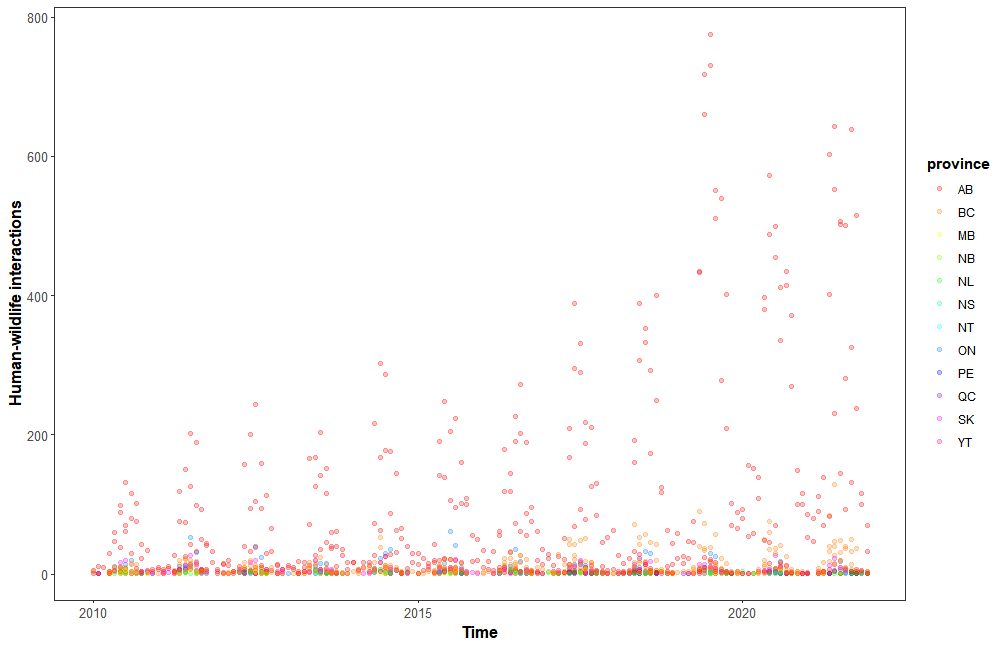 800
600
400
200
0
Human-wildlife interactions
2010
2015
2020
Time
province
AB
BC
MB
NB
NL
NS
NT
ON
PE
QC
SK
YT